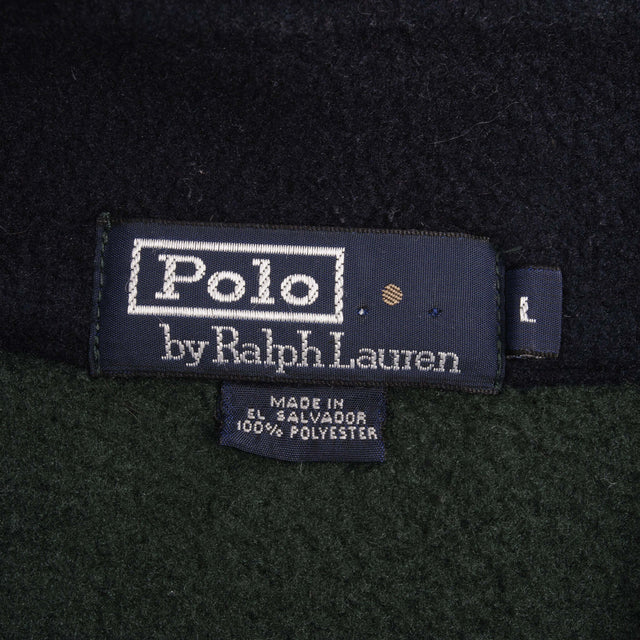 Polo
by Ralph Lauren
L
MADE IN
EL SALVADOR
100% POLYESTER